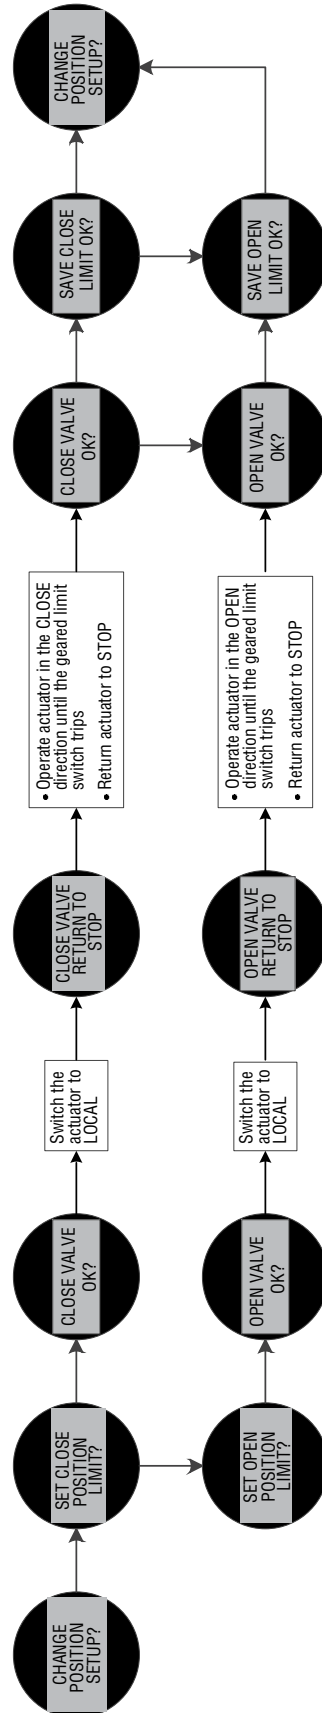 CHANGE
POSITION
SETUP?
SET CLOSE
POSITION
LIMIT?
CLOSE VALVE
OK?
Switch the
actuator to
LOCAL
CLOSE VALVE
RETURN TO
STOP
• Operate actuator in the CLOSE
direction until the geared limit
switch trips
• Return actuator to STOP
CLOSE VALVE
OK?
SAVE CLOSE
LIMIT OK?
CHANGE
POSITION
SETUP?
SET OPEN
POSITION
LIMIT?
OPEN VALVE
OK?
Switch the
actuator to
LOCAL
OPEN VALVE
RETURN TO
STOP
• Operate actuator in the OPEN
direction until the geared limit
switch trips
• Return actuator to STOP
OPEN VALVE
OK?
SAVE OPEN
LIMIT OK?